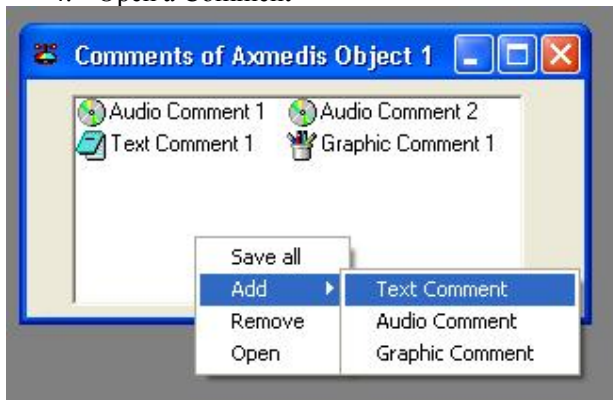 4. Open a Comment
Comments of Axmedis Object 1
Audio Comment 1 Audio Comment 2
Text Comment 1 Graphic Comment 1
Save all
Add Text Comment
Remove Audio Comment
Open Graphic Comment